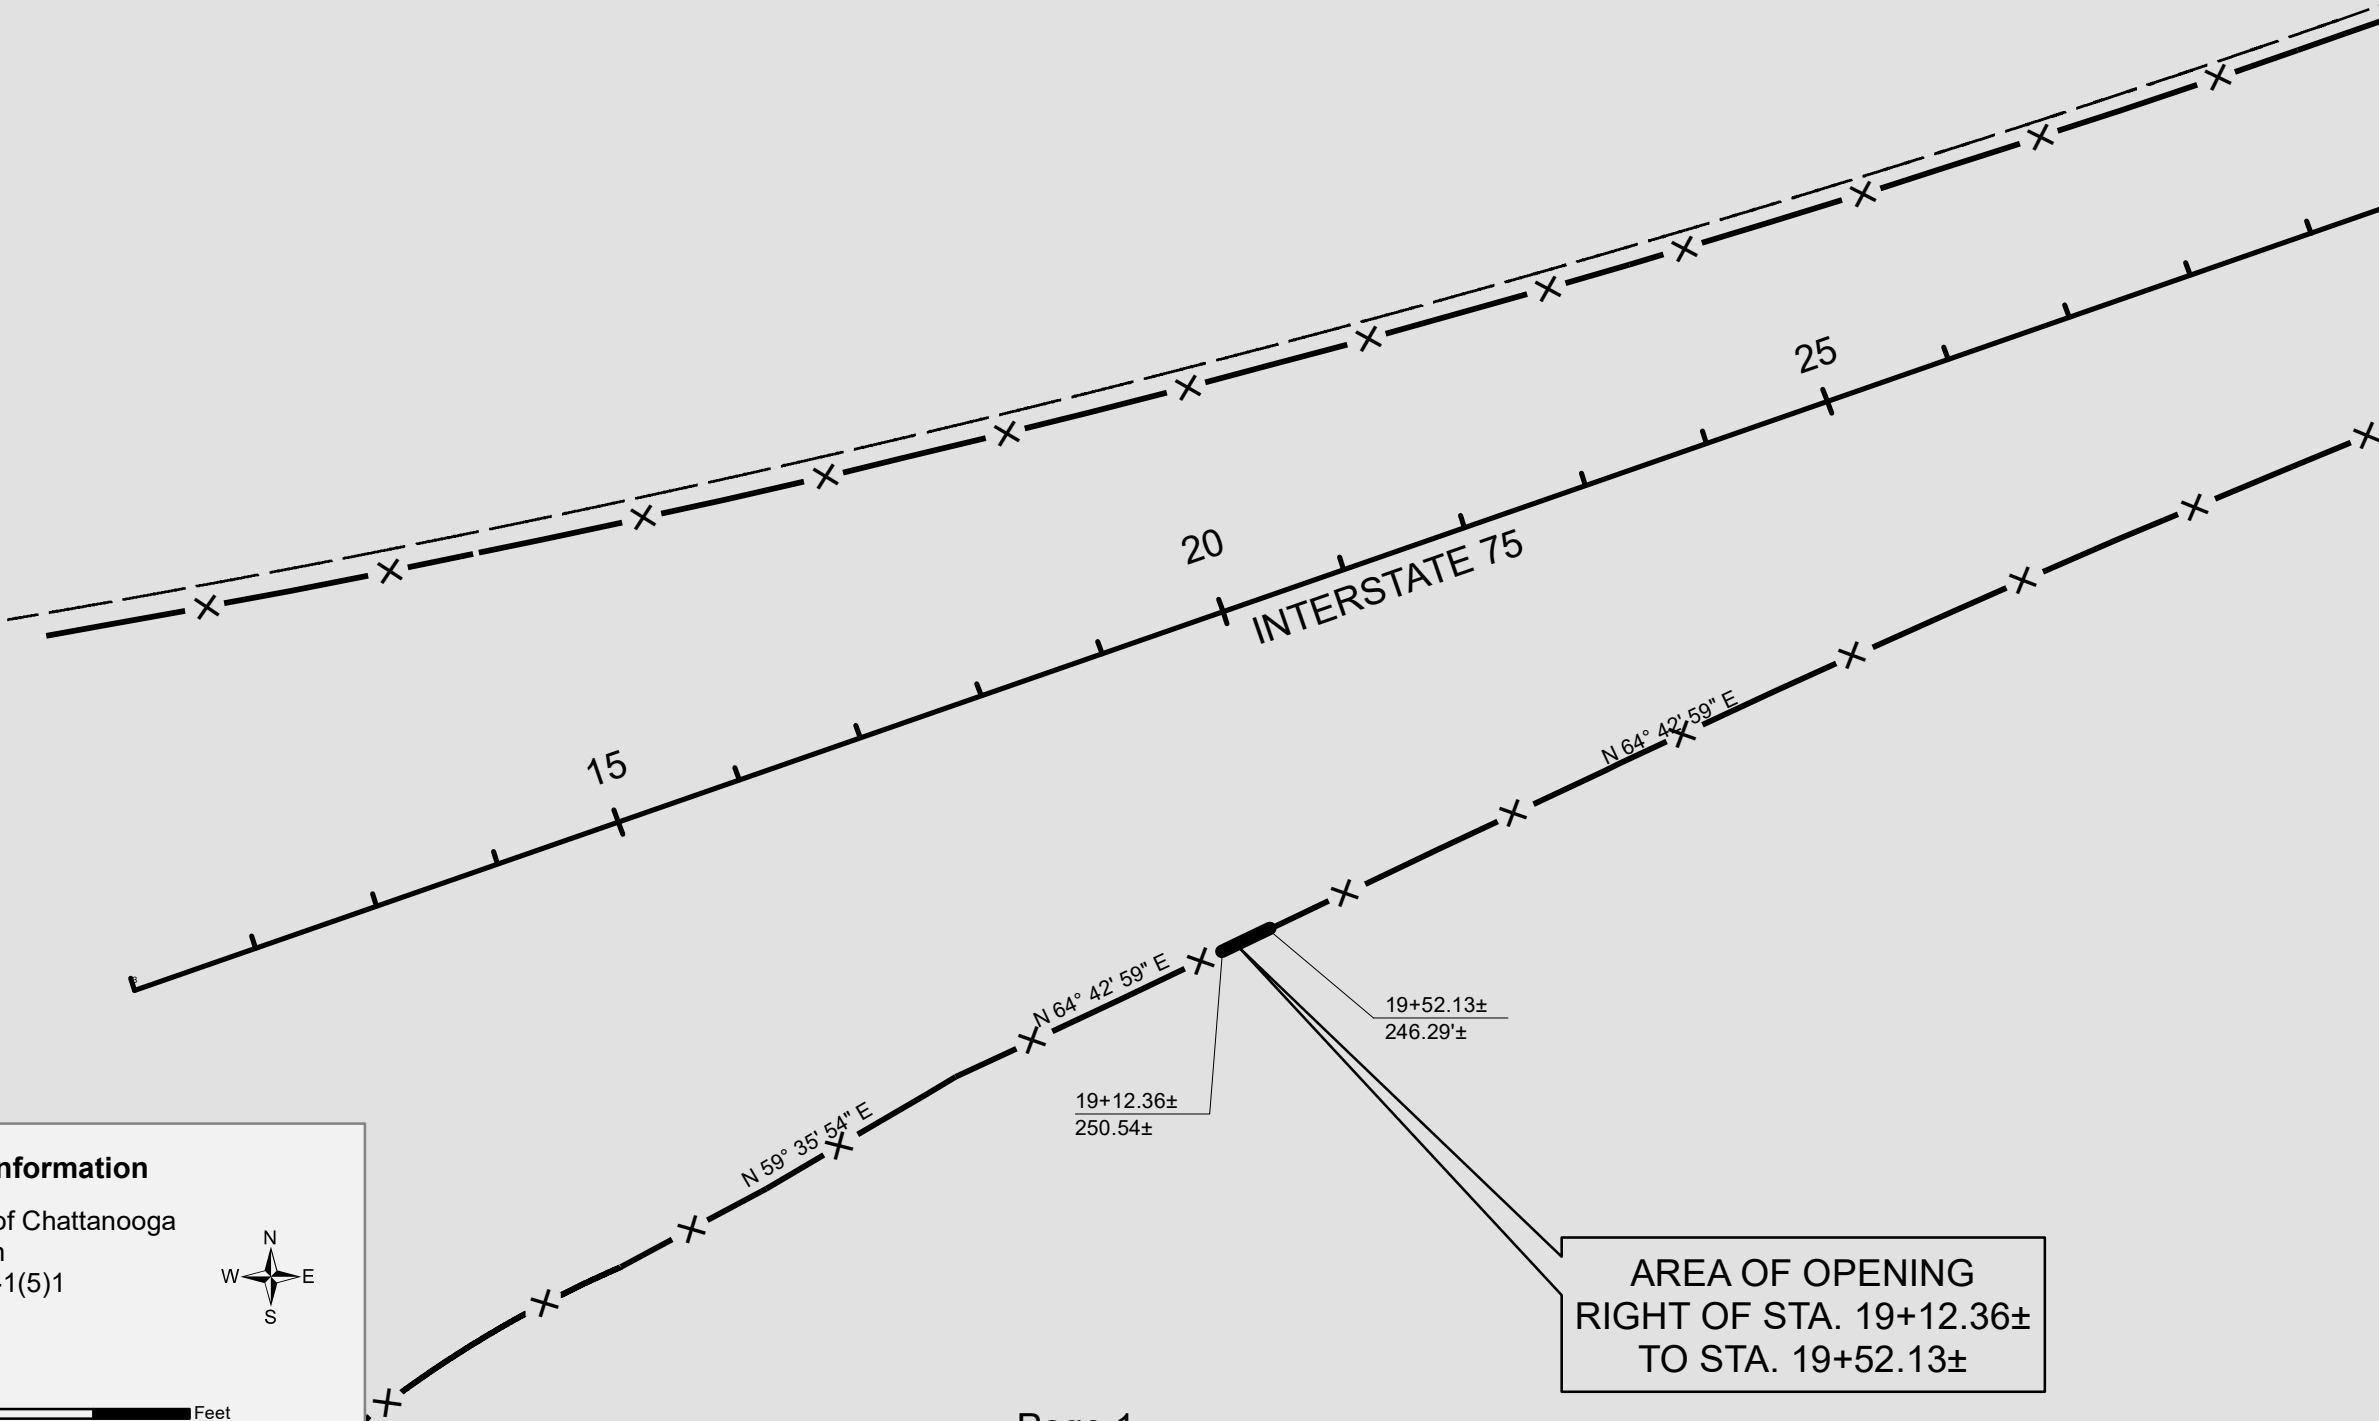 25
20
INTERSTATE 75
15
N 64° 42' 59" E
N 64° 42' 59" E
19+52.13±
246.29'±
19+12.36±
250.54±
N 59° 35' 54" E
nformation
of Chattanooga
n
1(5)1
N
W E
S
Feet
AREA OF OPENING
RIGHT OF STA. 19+12.36±
TO STA. 19+52.13±
Page 1